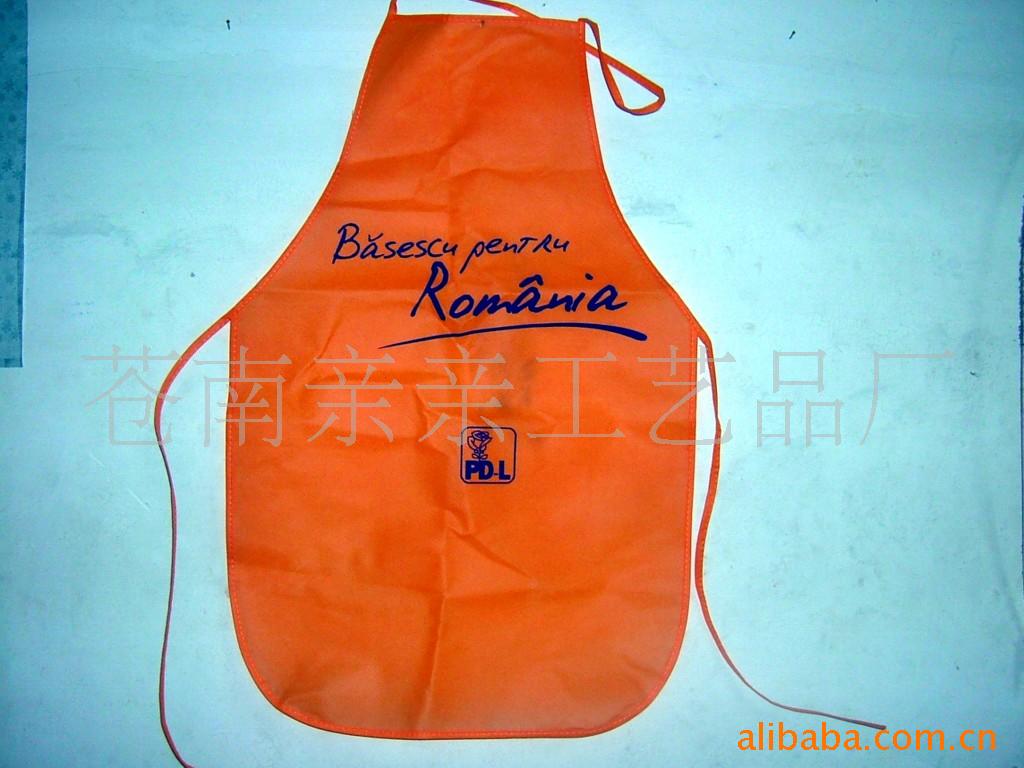 Băsescu pentru
România
苍南亲亲工艺品厂
PD-L
alibaba.com.cn